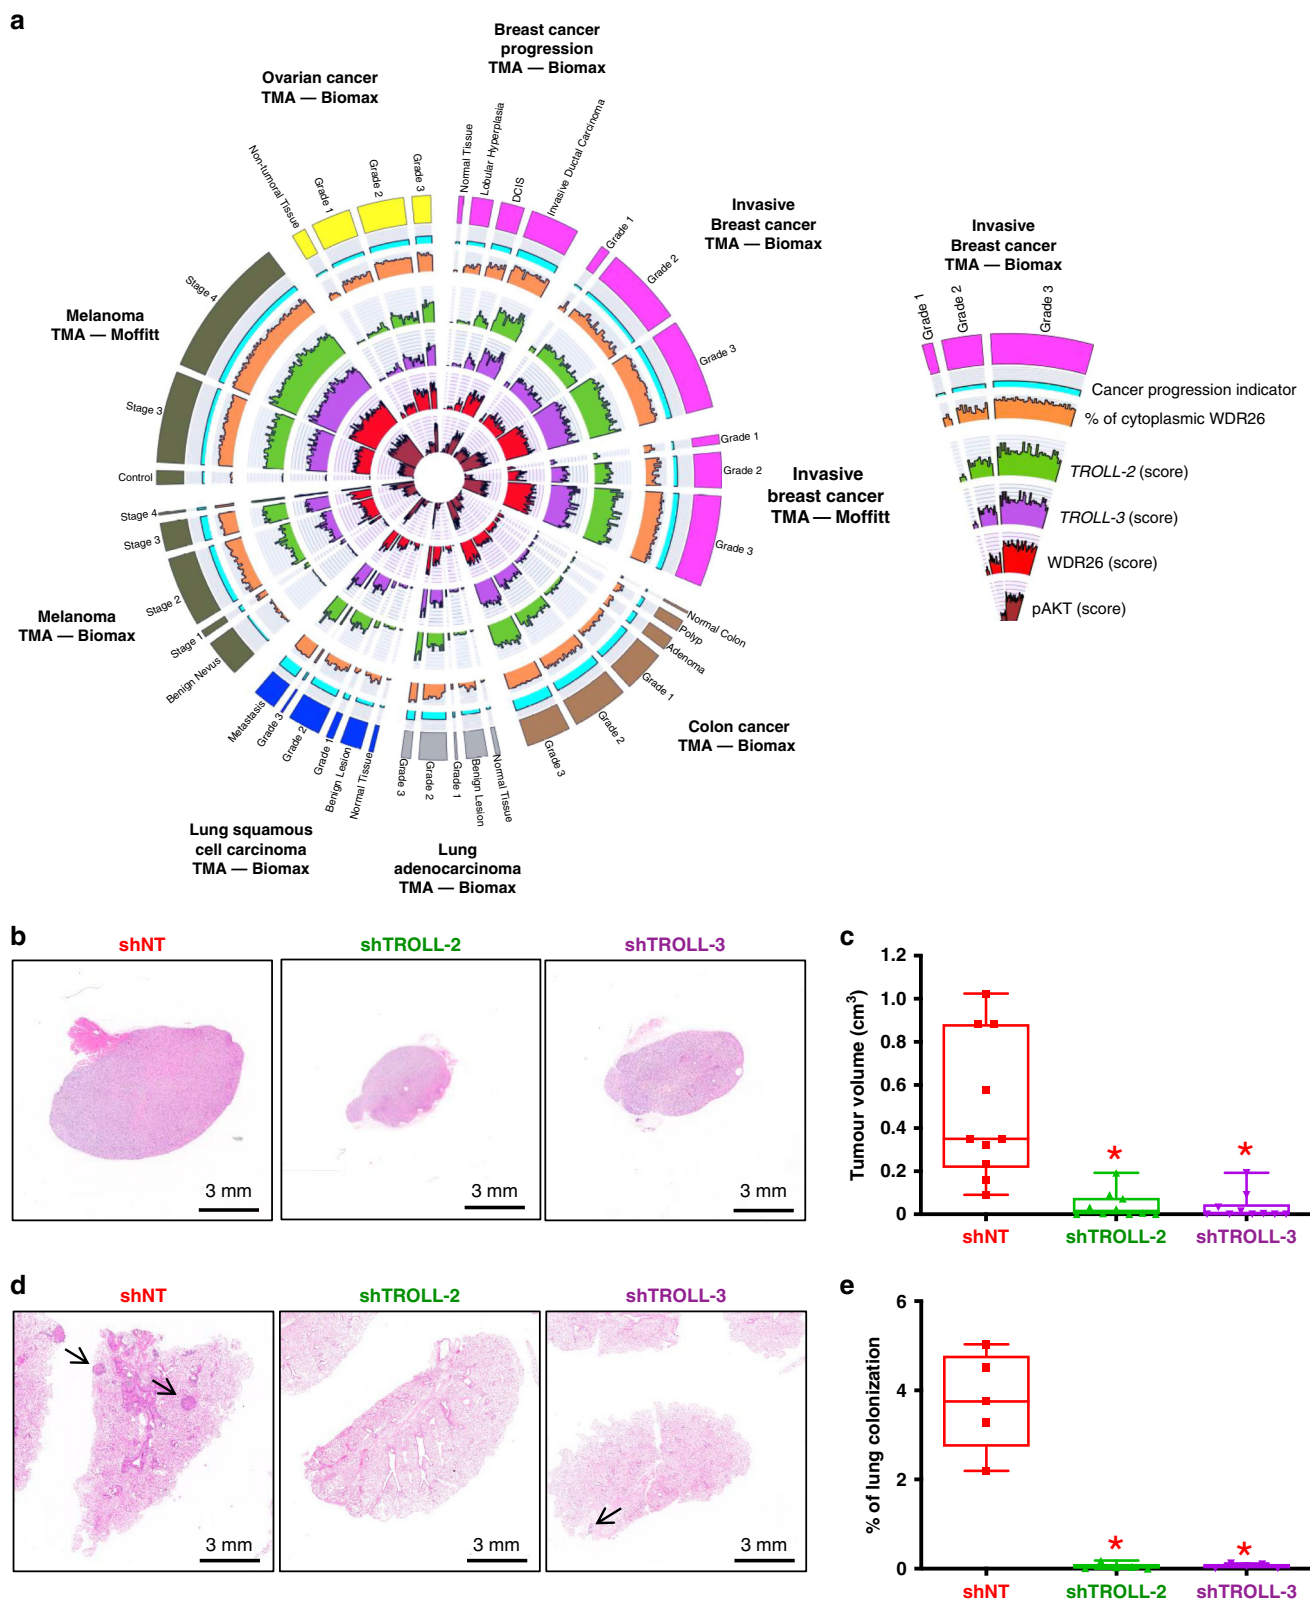 a
Breast cancer
progression
TMA — Biomax
Ovarian cancer
TMA — Biomax
Non-tumoral Tissue
Grade 1
Grade 2
Grade 3
Normal Tissue
Lobular Hyperplasia
DCIS
Invasive Ductal Carcinoma
Invasive
Breast cancer
TMA — Biomax
Grade 1
Grade 2
Grade 3
Melanoma
TMA — Moffitt
Stage 4
Stage 3
Control
Invasive
breast cancer
TMA — Moffitt
Grade 1
Grade 2
Grade 3
Melanoma
TMA — Biomax
Stage 4
Stage 3
Stage 2
Stage 1
Benign Nevus
Normal Colon
Polyp
Adenoma
Grade 1
Grade 2
Grade 3
Colon cancer
TMA — Biomax
Metastasis
Grade 3
Grade 2
Grade 1
Benign Lesion
Normal Tissue
Lung squamous
cell carcinoma
TMA — Biomax
Grade 3
Grade 2
Grade 1
Benign Lesion
Normal Tissue
Lung
adenocarcinoma
TMA — Biomax
Invasive
Breast cancer
TMA — Biomax
Grade 1
Grade 2
Grade 3
Cancer progression indicator
% of cytoplasmic WDR26
TROLL-2 (score)
TROLL-3 (score)
WDR26 (score)
pAKT (score)
b
shNT
shTROLL-2
shTROLL-3
3 mm
3 mm
3 mm
c
Tumour volume (cm³)
1.2
1.0
0.8
0.6
0.4
0.2
0
*
*
shNT
shTROLL-2
shTROLL-3
d
shNT
shTROLL-2
shTROLL-3
3 mm
3 mm
3 mm
e
% of lung colonization
6
4
2
0
*
*
shNT
shTROLL-2
shTROLL-3